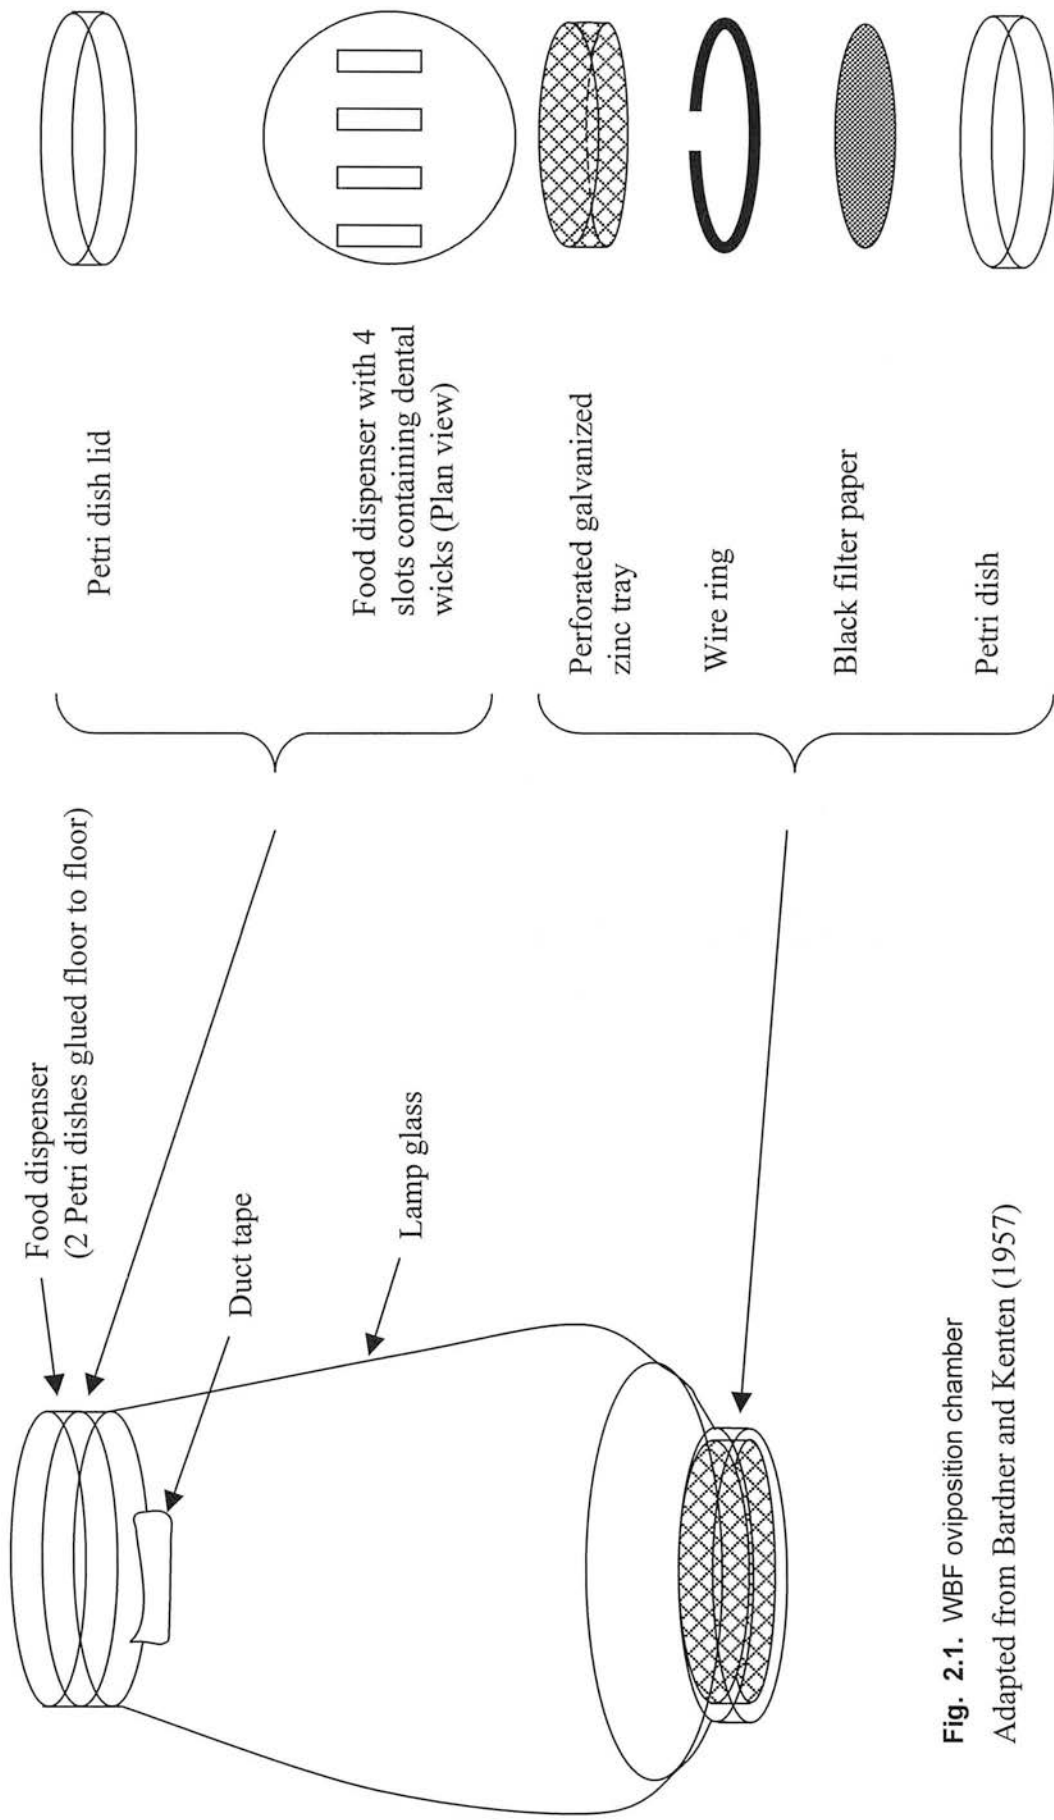 Food dispenser
(2 Petri dishes glued floor to floor)
Duct tape
Lamp glass
Petri dish lid
Food dispenser with 4
slots containing dental
wicks (Plan view)
Perforated galvanized
zinc tray
Wire ring
Black filter paper
Petri dish
Fig. 2.1. WBF oviposition chamber
Adapted from Bardner and Kenten (1957)